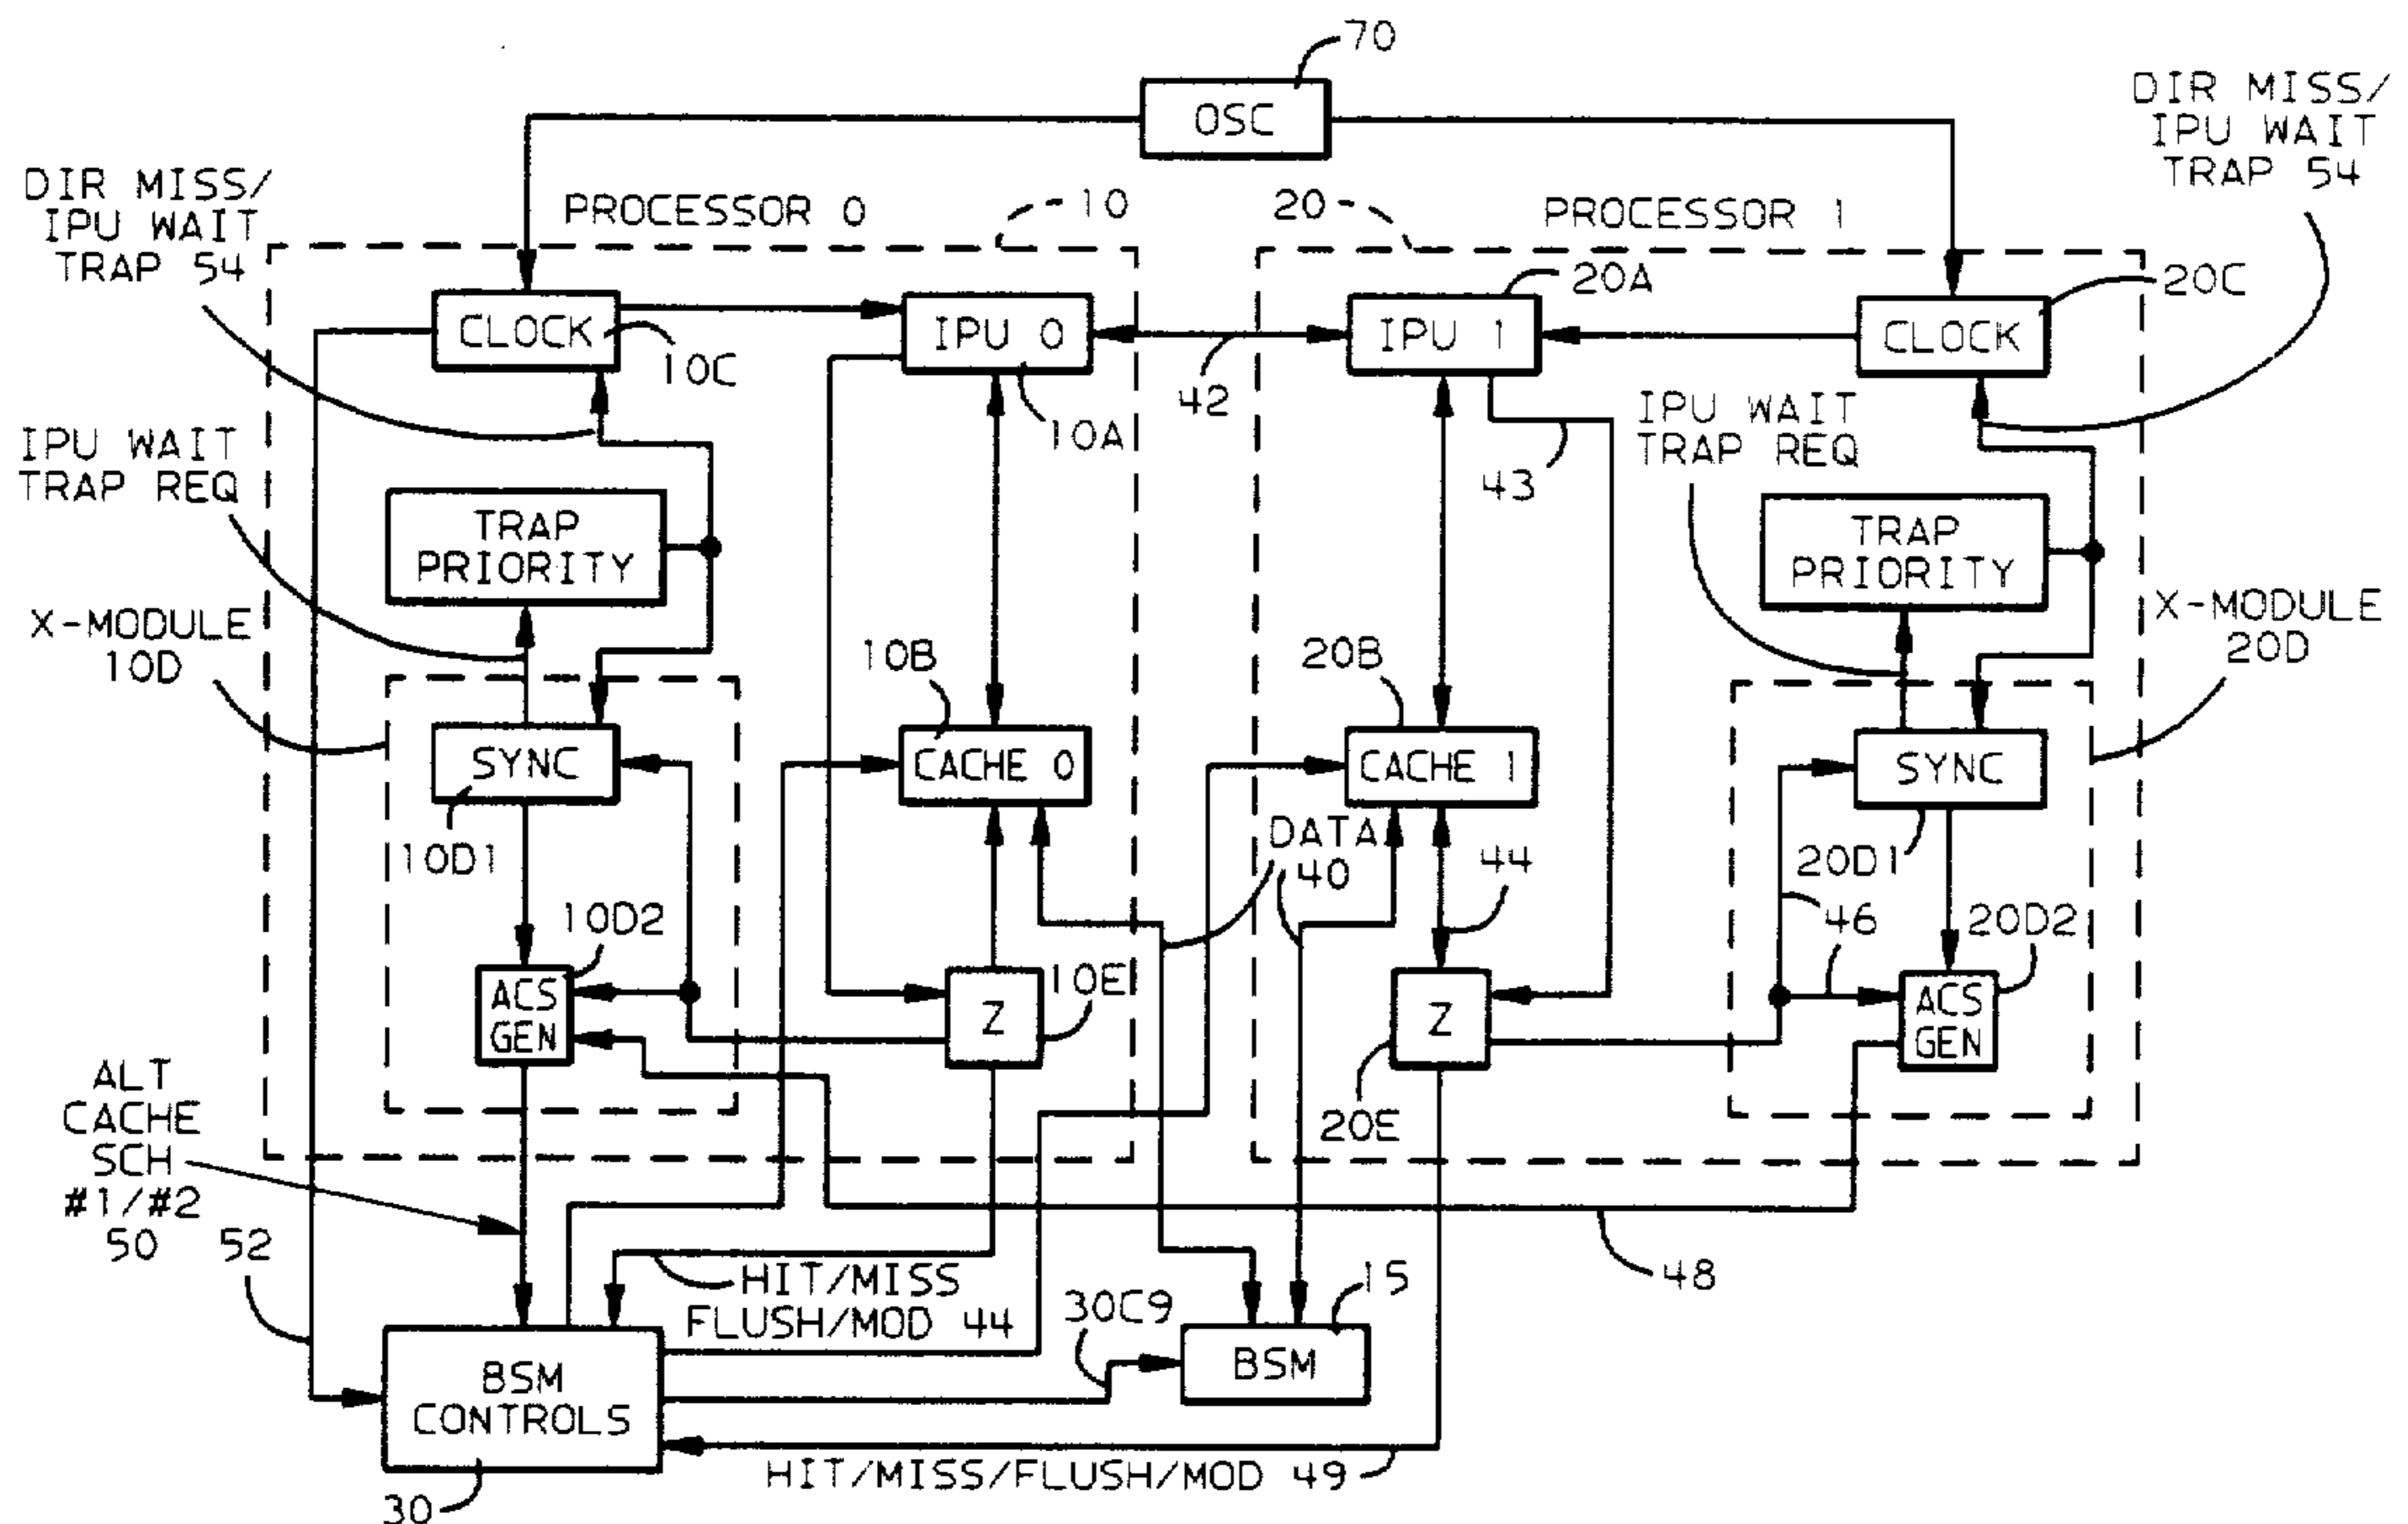 70
OSC
DIR MISS/
IPU WAIT
TRAP 54
DIR MISS/
IPU WAIT
TRAP 54
PROCESSOR 0
10
20
PROCESSOR 1
20A
20C
CLOCK
10C
IPU 0
10A
42
IPU 1
43
CLOCK
IPU WAIT
TRAP REQ
IPU WAIT
TRAP REQ
TRAP
PRIORITY
TRAP
PRIORITY
X-MODULE
10D
X-MODULE
20D
10B
20B
SYNC
10D1
CACHE 0
CACHE 1
SYNC
20D1
DATA
40
44
46
10D2
20D2
ACS
GEN
10E
Z
Z
20E
ACS
GEN
ALT
CACHE
SCH
#1/#2
50
52
HIT/MISS
FLUSH/MOD 44
30C9
15
48
BSM
CONTROLS
BSM
HIT/MISS/FLUSH/MOD 49
30